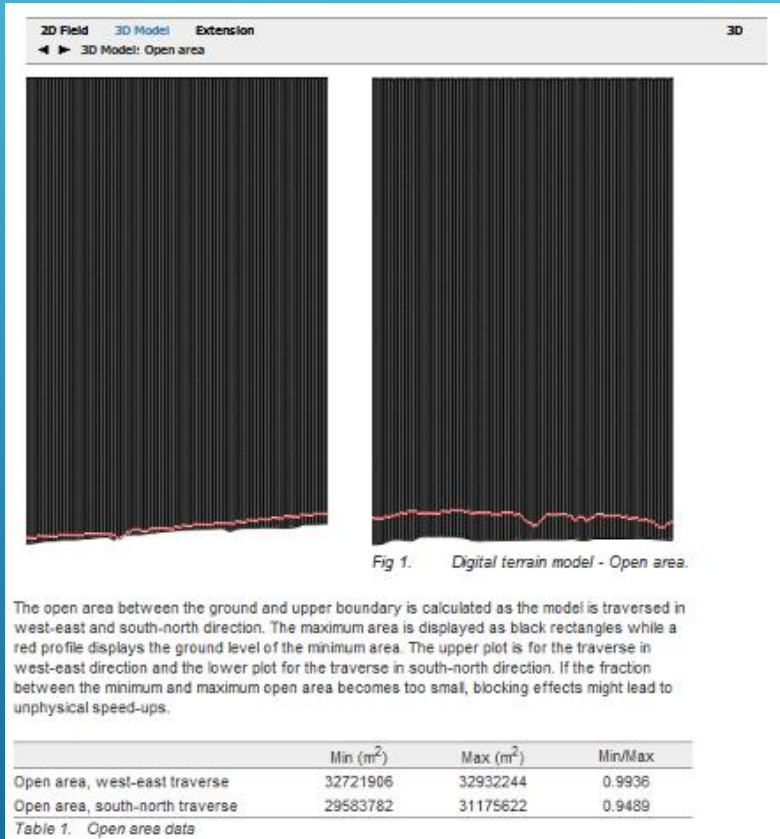 2D Field 3D Model Extension 3D
◄ ► 3D Model: Open area
Fig 1. Digital terrain model - Open area.
The open area between the ground and upper boundary is calculated as the model is traversed in
west-east and south-north direction. The maximum area is displayed as black rectangles while a
red profile displays the ground level of the minimum area. The upper plot is for the traverse in
west-east direction and the lower plot for the traverse in south-north direction. If the fraction
between the minimum and maximum open area becomes too small, blocking effects might lead to
unphysical speed-ups.
Min (m²) Max (m²) Min/Max
Open area, west-east traverse 32721906 32932244 0.9936
Open area, south-north traverse 29583782 31175622 0.9489
Table 1. Open area data